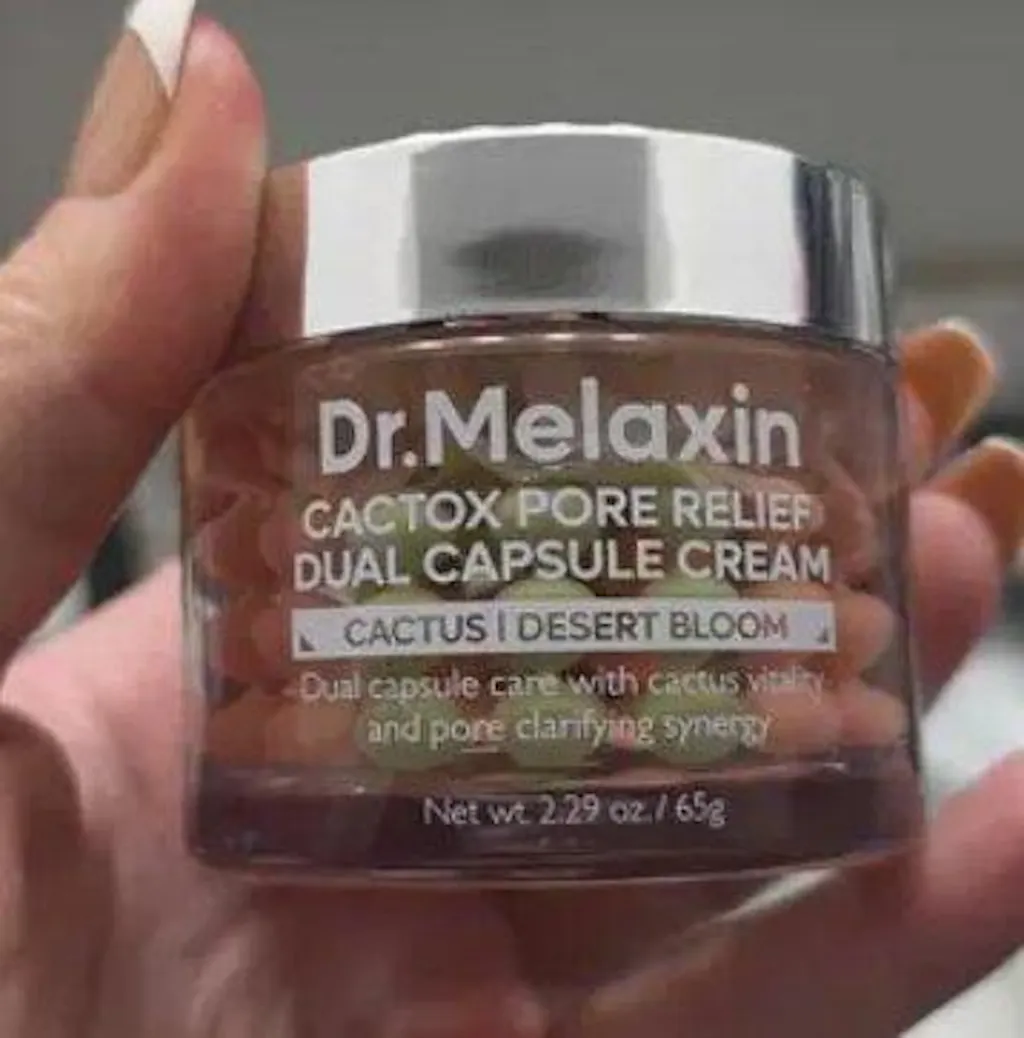 Dr.Melaxin
CACTOX PORE RELIEF
DUAL CAPSULE CREAM
CACTUS | DESERT BLOOM
Dual capsule care with cactus vitality
and pore clarifying synergy
Net wt. 2.29 oz. / 65g